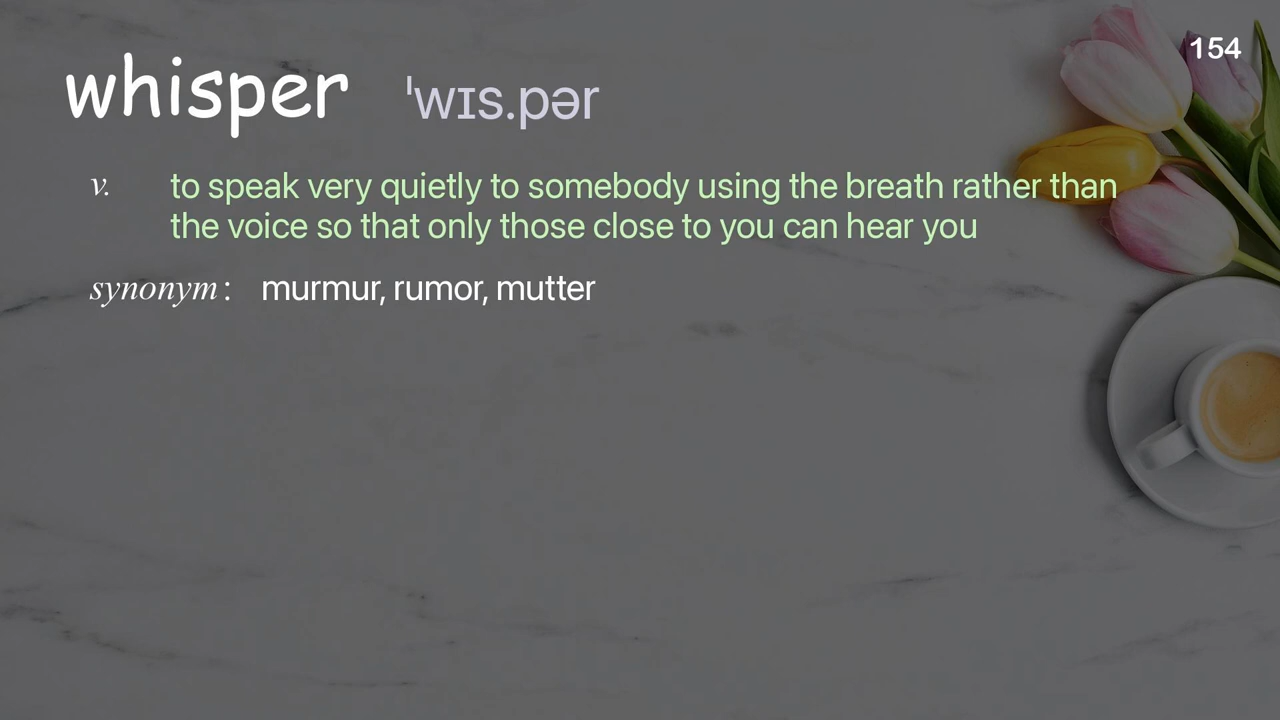 154
whisper ˈwɪs.pər
v. to speak very quietly to somebody using the breath rather than
the voice so that only those close to you can hear you
synonym: murmur, rumor, mutter